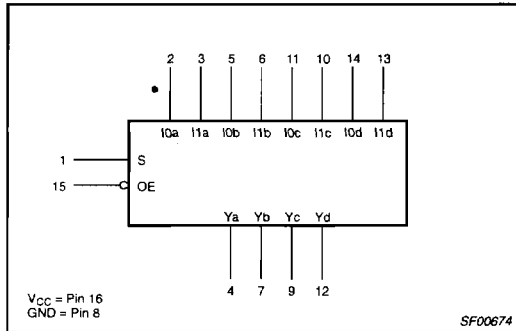 2 3 5 6 11 10 14 13
I0a I1a I0b I1b I0c I1c I0d I1d
1 S
15 OE
Ya Yb Yc Yd
4 7 9 12
VCC = Pin 16
GND = Pin 8
SF00674